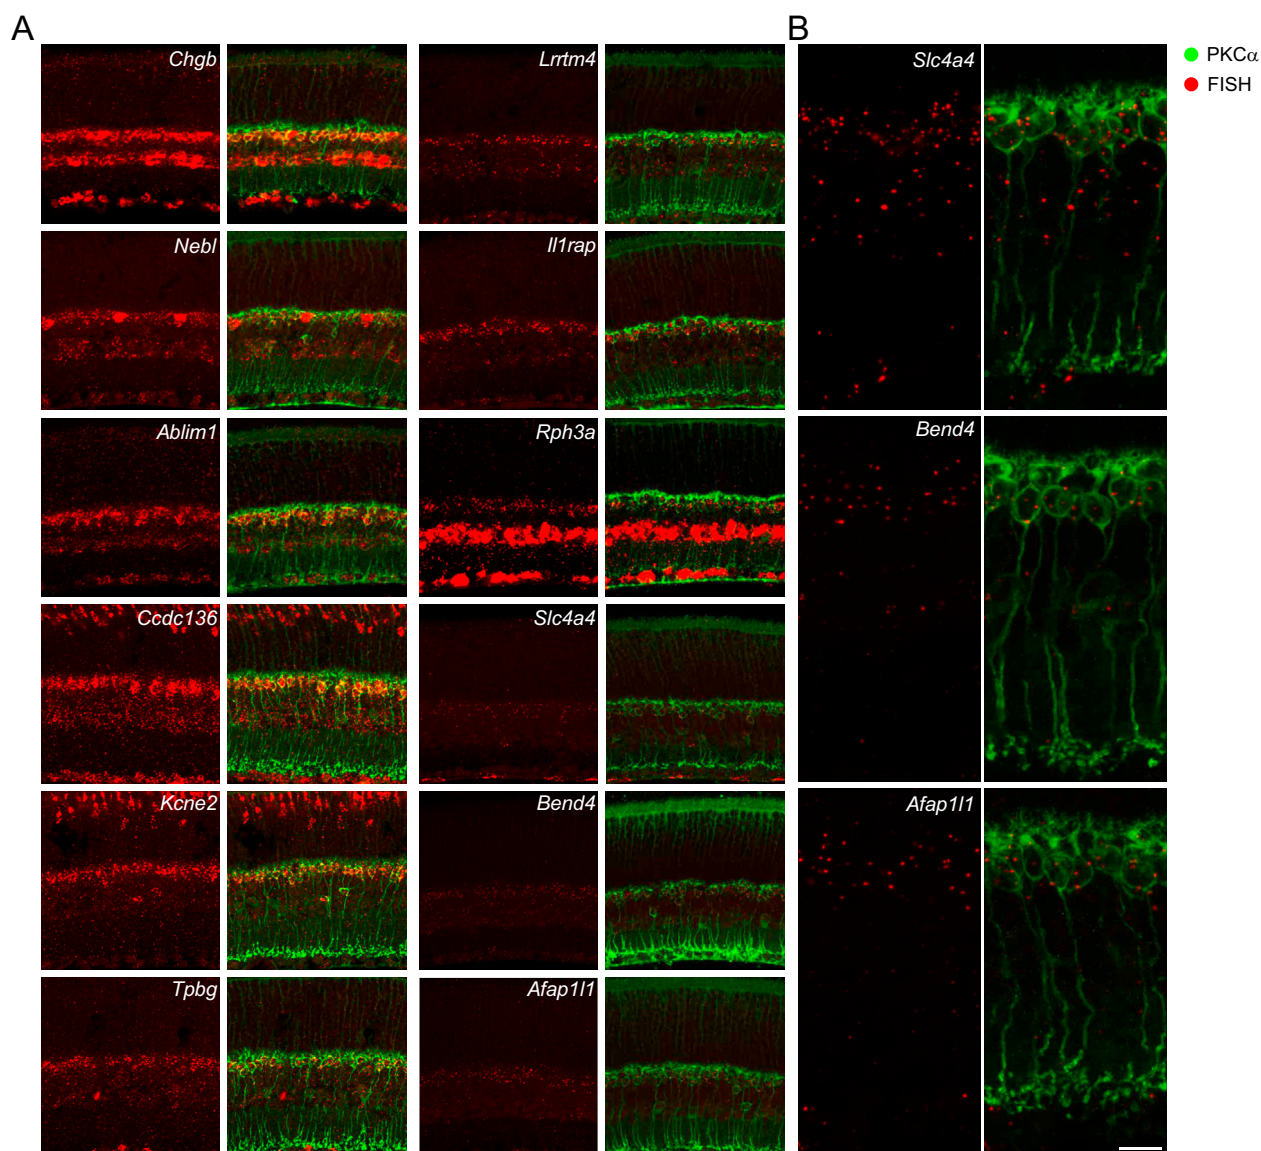 A
B
Chgb
Lrrtm4
Slc4a4
PKCα
FISH
Nebl
Il1rap
Ablim1
Rph3a
Bend4
Ccdc136
Slc4a4
Kcne2
Bend4
Afap1l1
Tpbg
Afap1l1